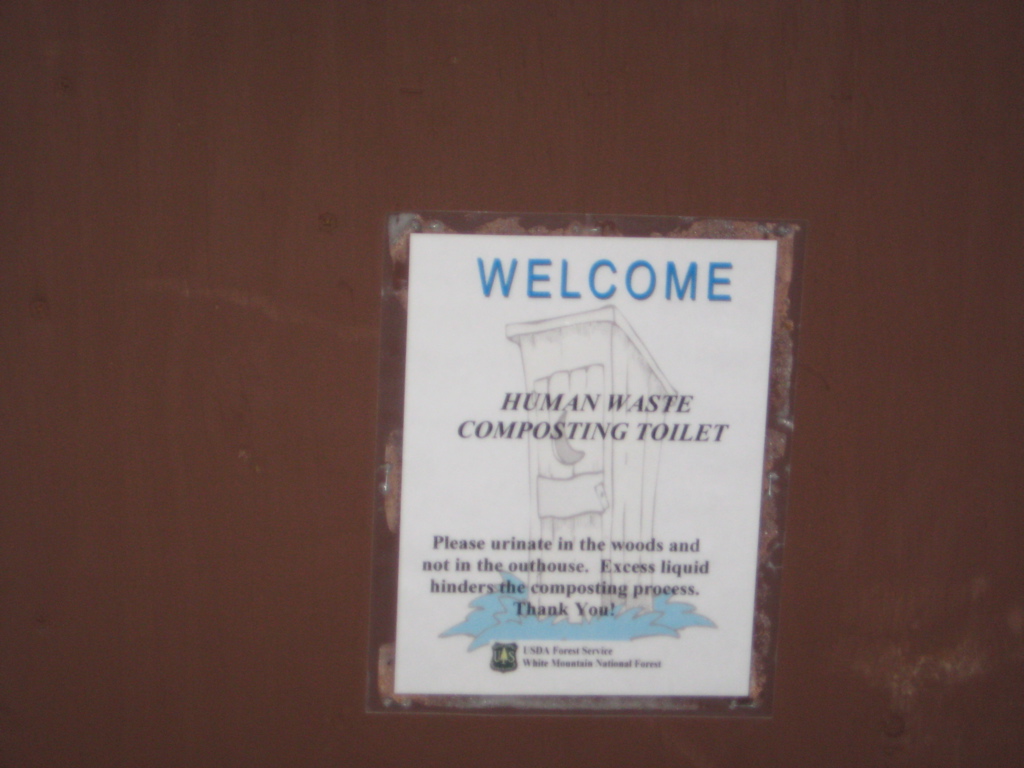 WELCOME
HUMAN WASTE
COMPOSTING TOILET
Please urinate in the woods and
not in the outhouse. Excess liquid
hinders the composting process.
Thank You!
US
USDA Forest Service
White Mountain National Forest